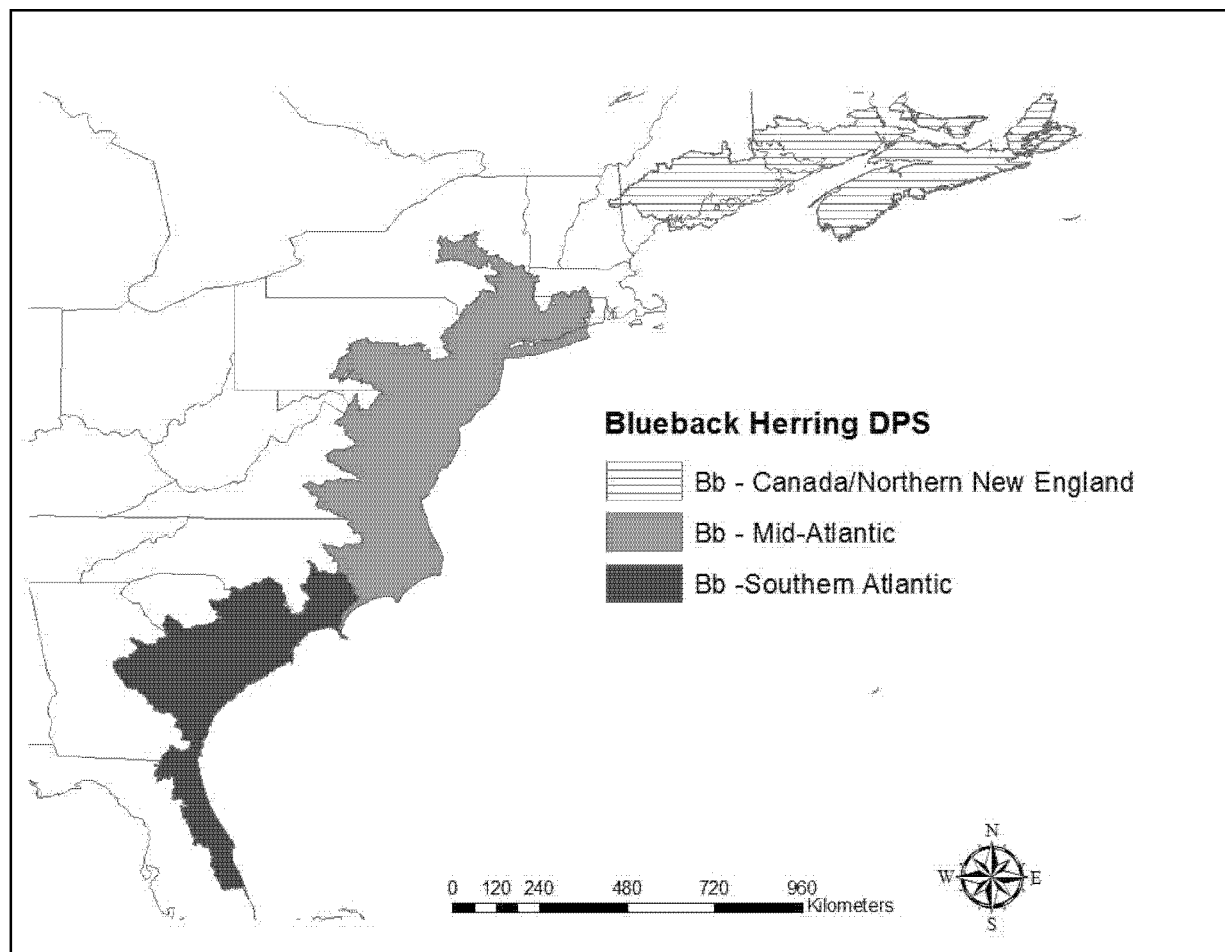 Blueback Herring DPS
Bb - Canada/Northern New England
Bb - Mid-Atlantic
Bb -Southern Atlantic
0 120 240 480 720 960
Kilometers
N
W E
S